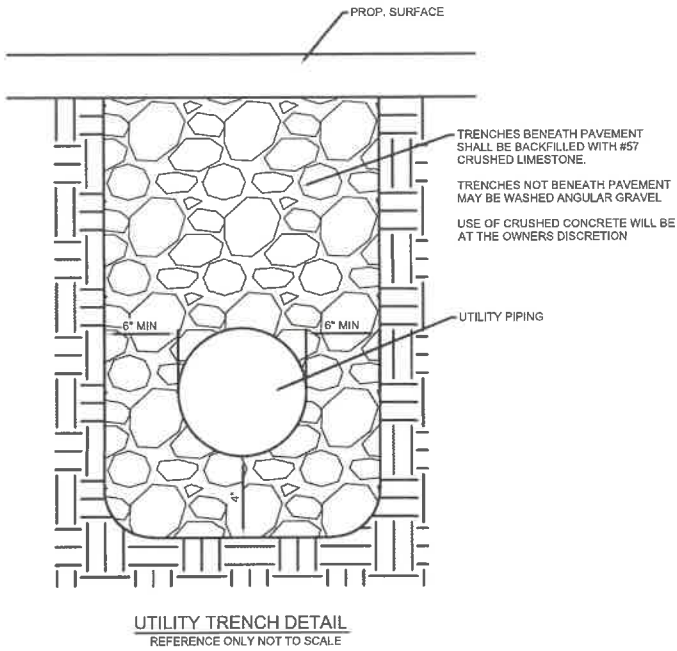 PROP. SURFACE
TRENCHES BENEATH PAVEMENT
SHALL BE BACKFILLED WITH #57
CRUSHED LIMESTONE.
TRENCHES NOT BENEATH PAVEMENT
MAY BE WASHED ANGULAR GRAVEL
USE OF CRUSHED CONCRETE WILL BE
AT THE OWNERS DISCRETION
UTILITY PIPING
6" MIN
6" MIN
4"
UTILITY TRENCH DETAIL
REFERENCE ONLY NOT TO SCALE